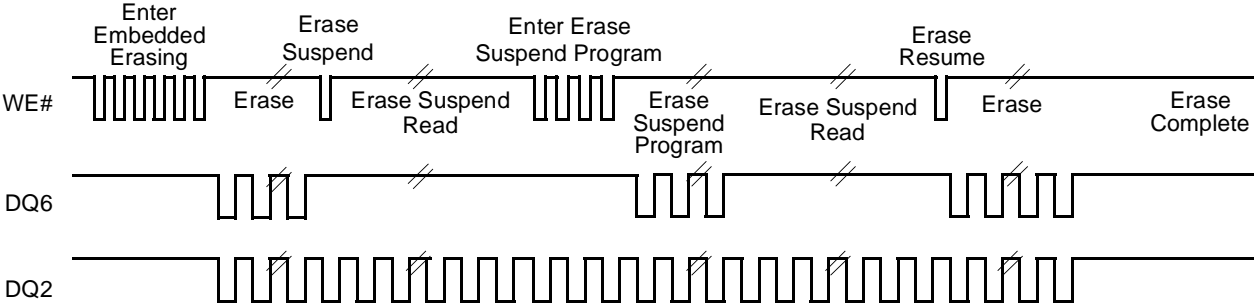 Enter
Embedded
Erasing
Erase
Suspend
Enter Erase
Suspend Program
Erase
Resume
WE#
Erase
Erase Suspend
Read
Erase
Suspend
Program
Erase Suspend
Read
Erase
Erase
Complete
DQ6
DQ2